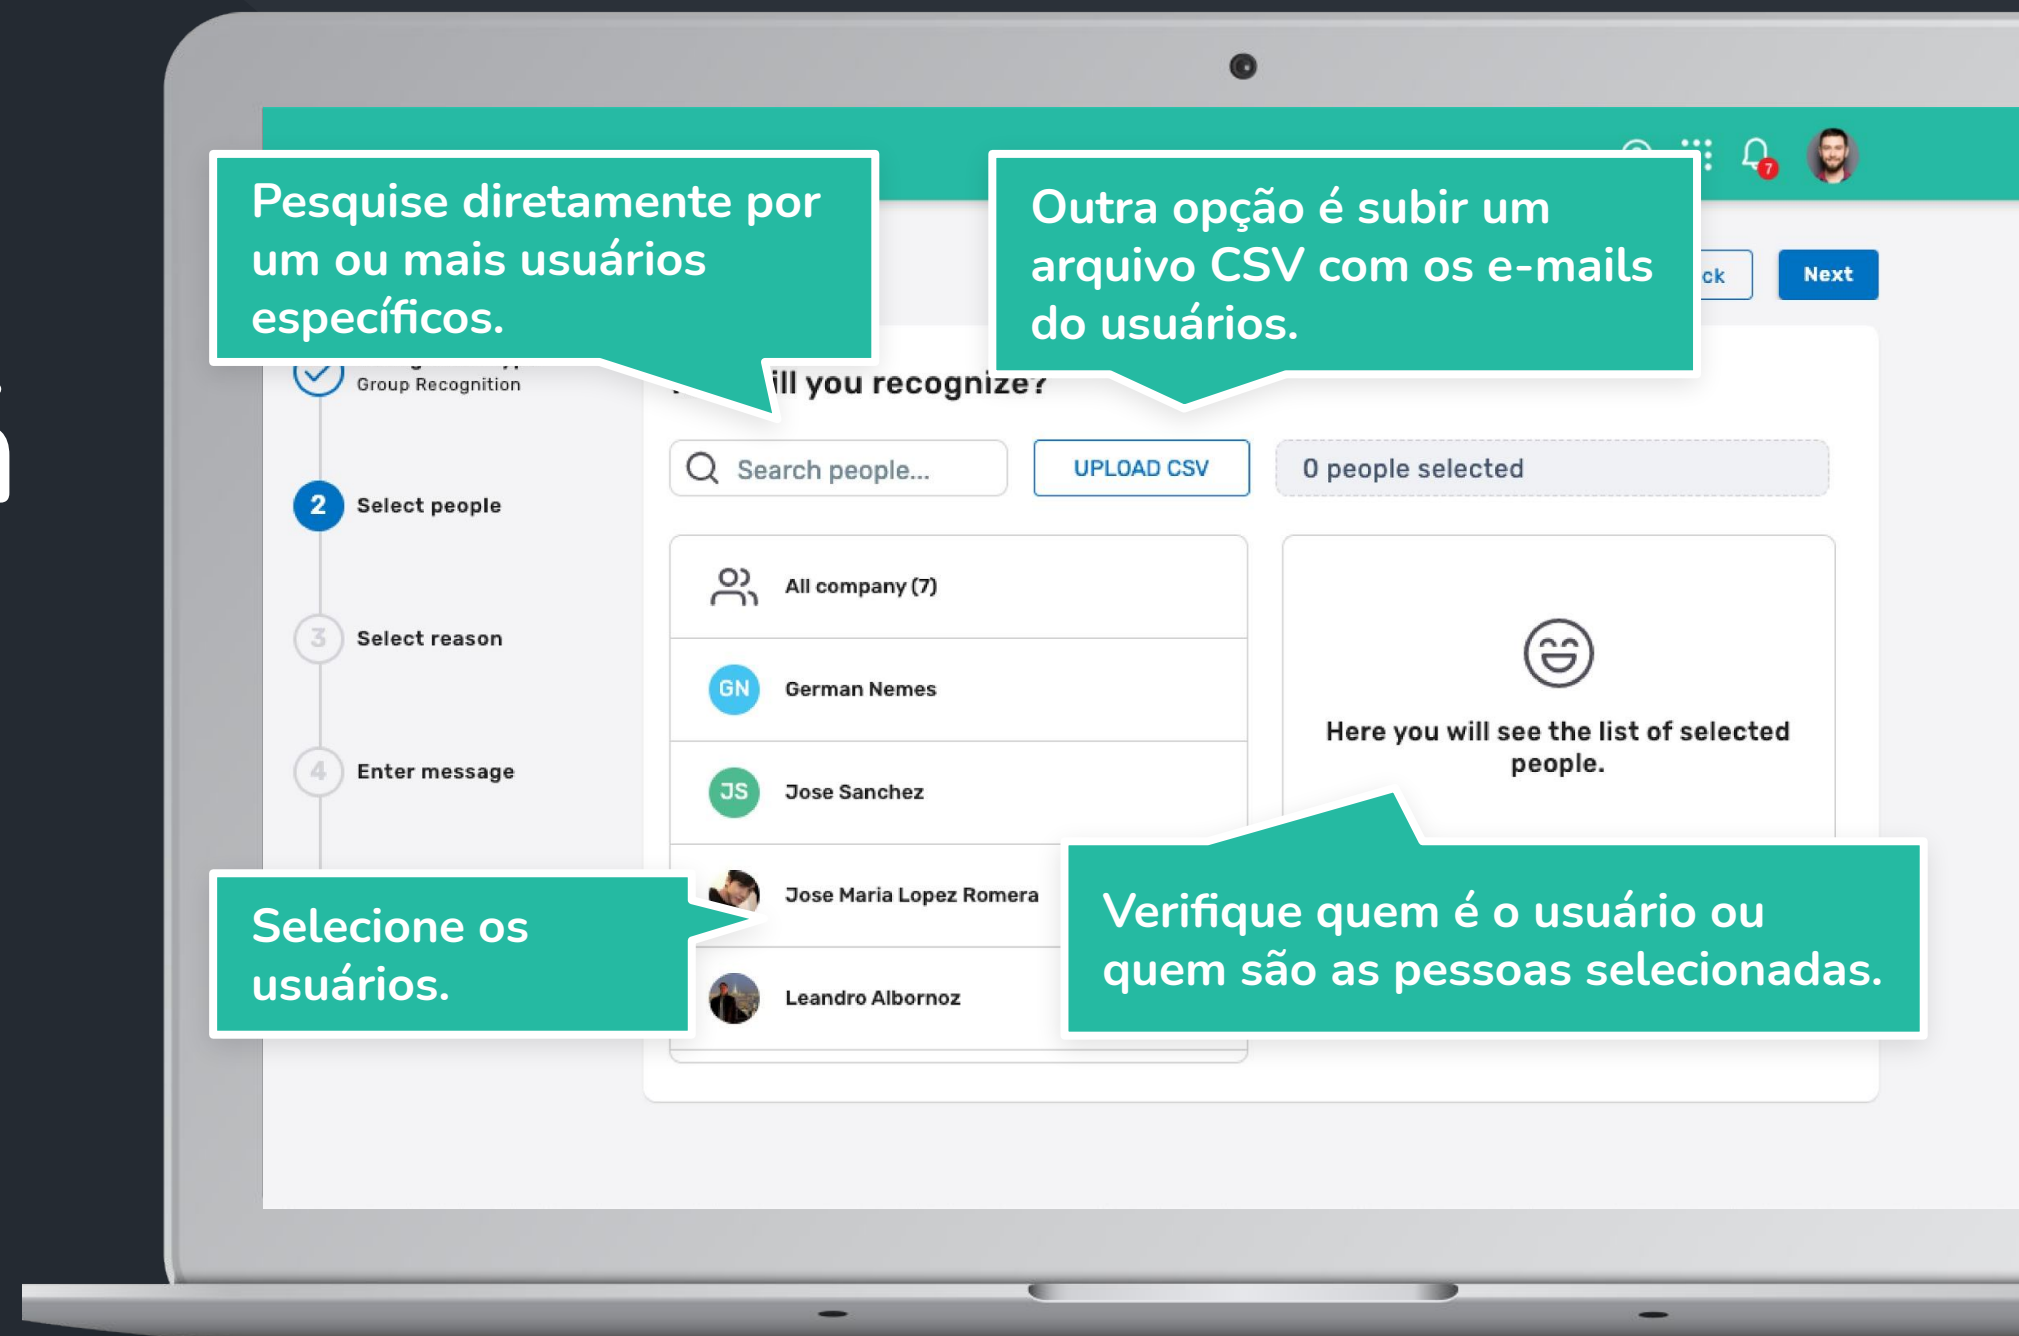 7
Pesquise diretamente por
um ou mais usuários
específicos.
Outra opção é subir um
arquivo CSV com os e-mails
do usuários.
ck
Next
Group Recognition
ill you recognize?
Search people...
UPLOAD CSV
0 people selected
2 Select people
All company (7)
3 Select reason
GN German Nemes
Here you will see the list of selected
people.
4 Enter message
JS Jose Sanchez
Jose Maria Lopez Romera
Selecione os
usuários.
Verifique quem é o usuário ou
quem são as pessoas selecionadas.
Leandro Albornoz